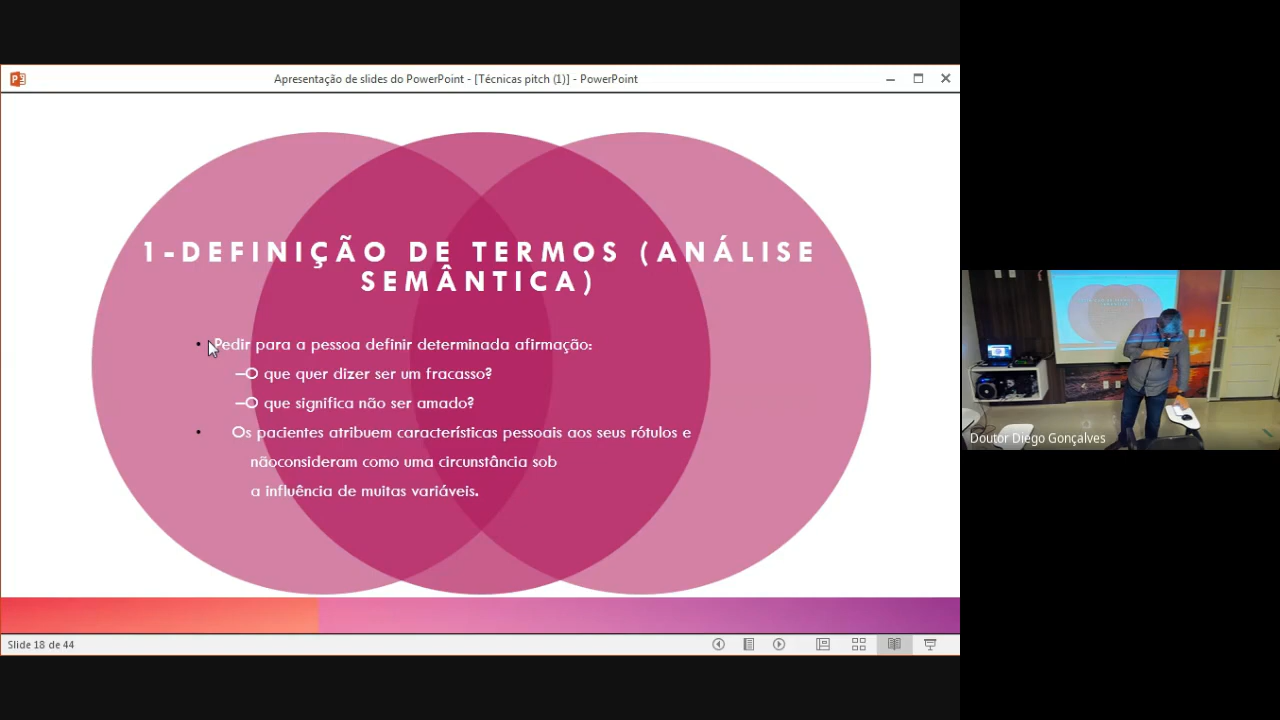 Apresentação de slides do PowerPoint - [Técnicas pitch (1)] - PowerPoint
1-DEFINIÇÃO DE TERMOS (ANÁLISE
SEMÂNTICA)
• Pedir para a pessoa definir determinada afirmação:
–O que quer dizer ser um fracasso?
–O que significa não ser amado?
• Os pacientes atribuem características pessoais aos seus rótulos e
nãoconsideram como uma circunstância sob
a influência de muitas variáveis.
Slide 18 de 44
Doutor Diego Gonçalves